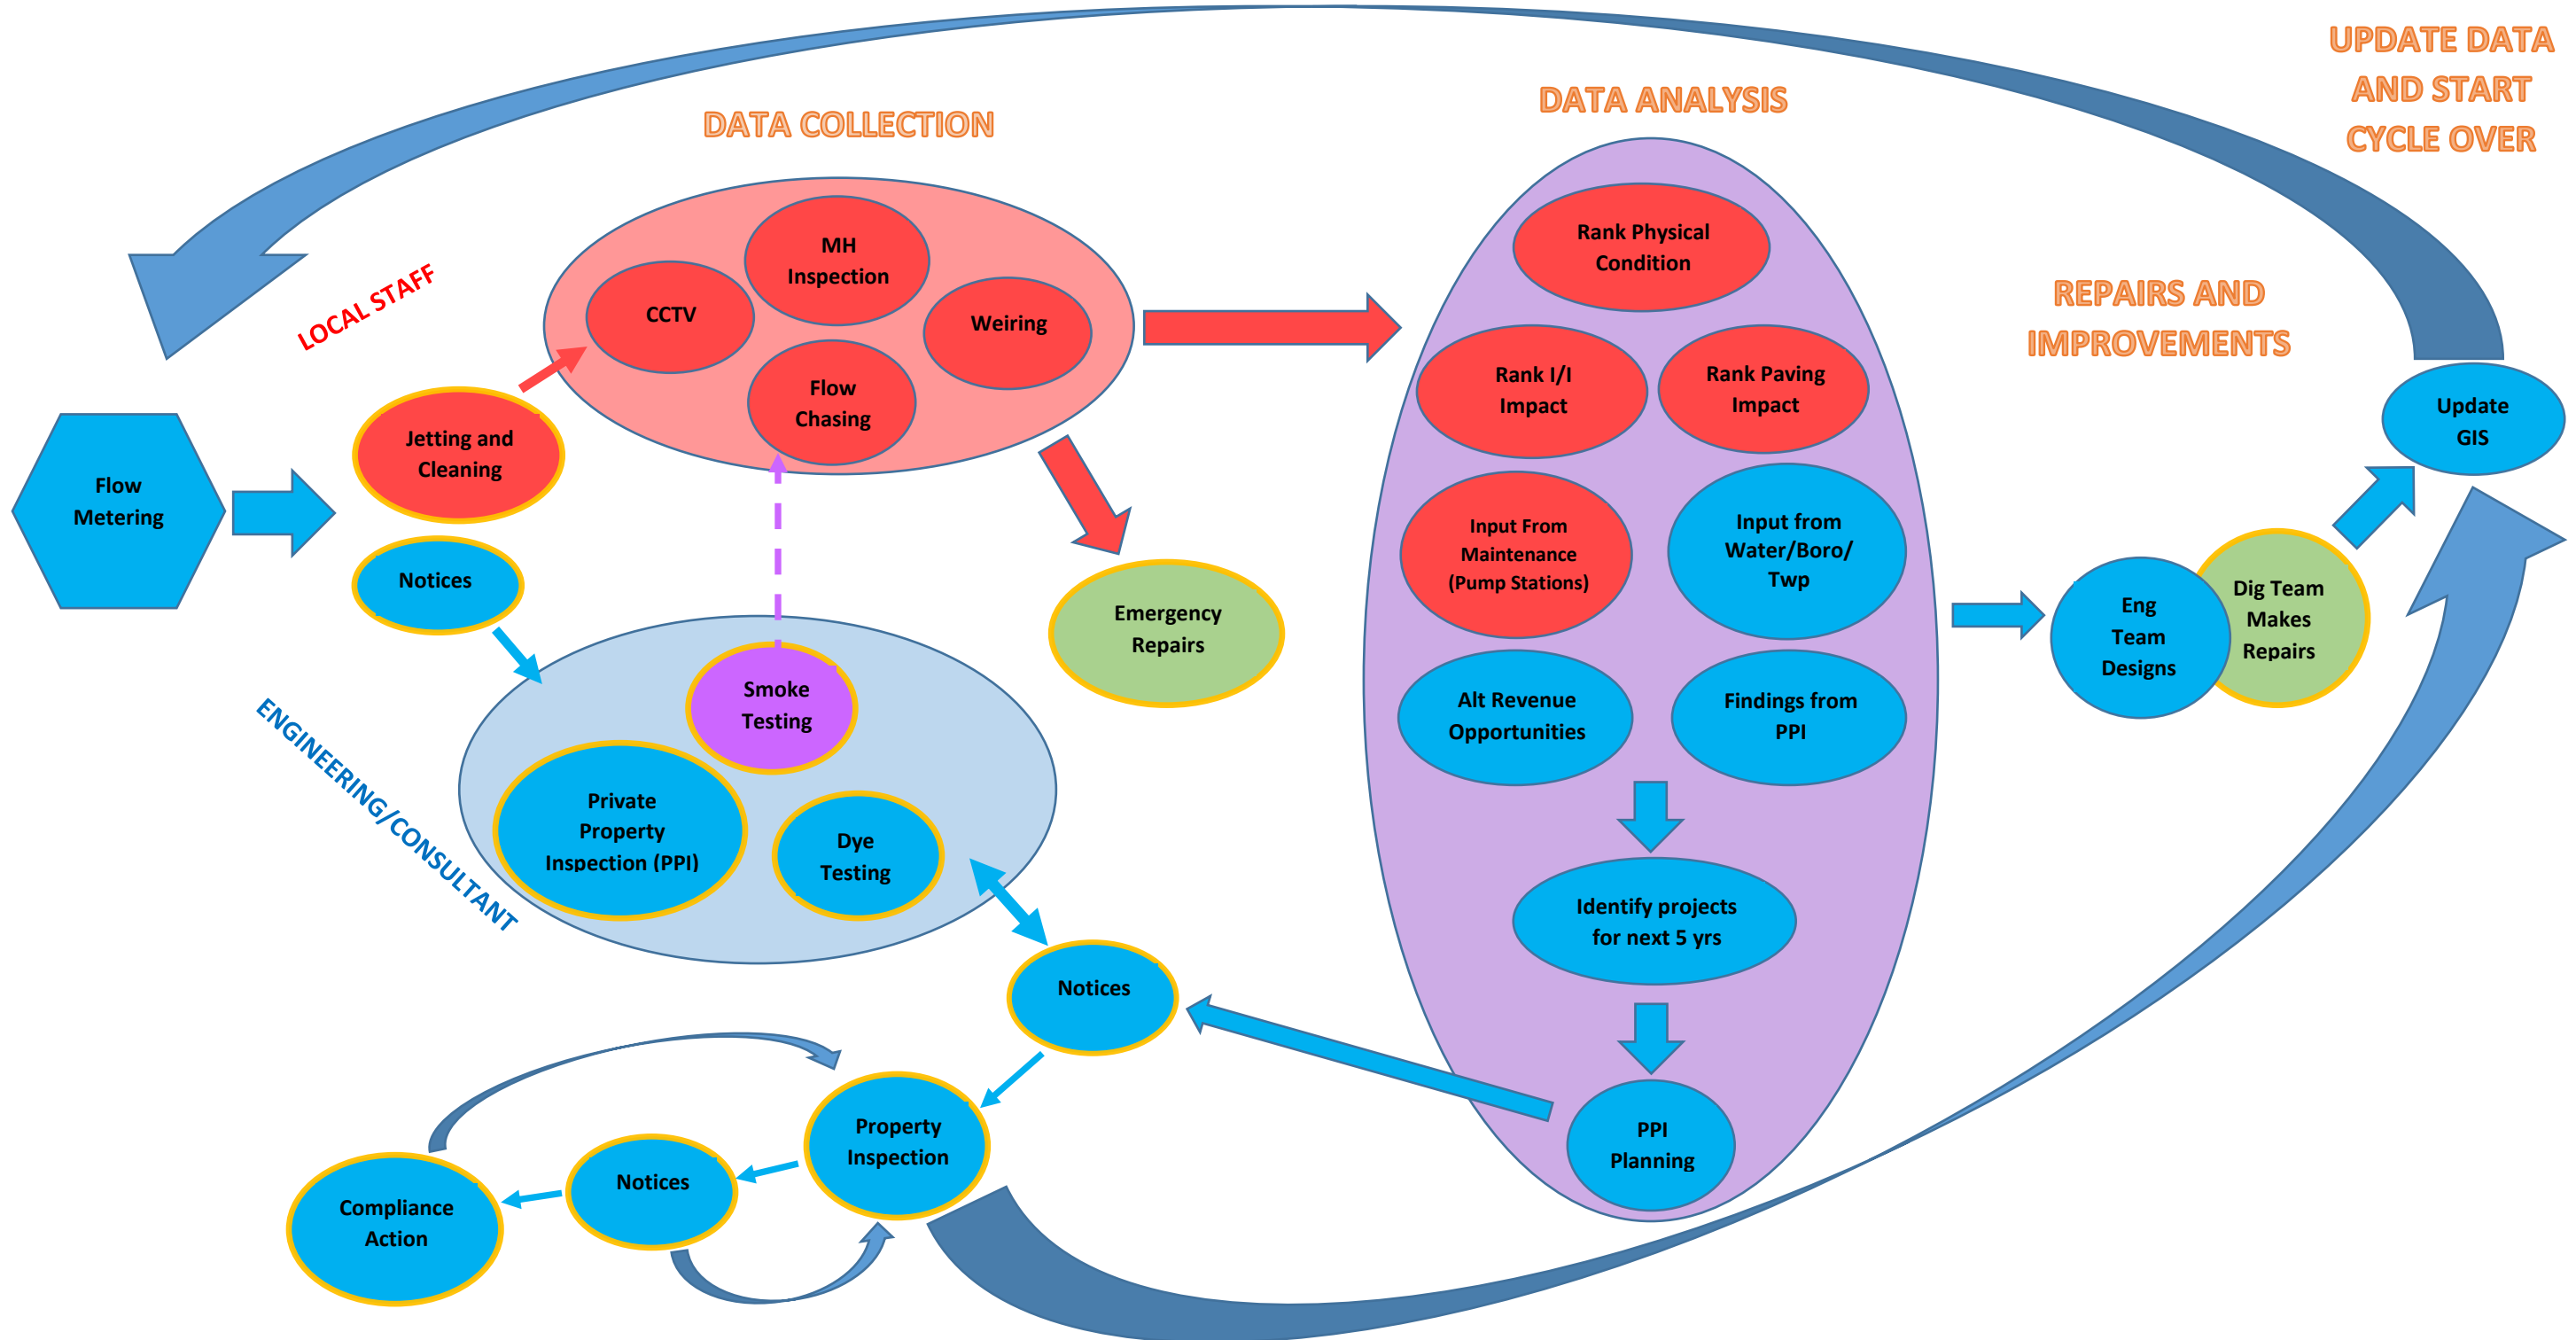 UPDATE DATA
AND START
CYCLE OVER
DATA COLLECTION
DATA ANALYSIS
REPAIRS AND
IMPROVEMENTS
LOCAL STAFF
ENGINEERING/CONSULTANT
Flow
Metering
Jetting and
Cleaning
Notices
CCTV
MH
Inspection
Weiring
Flow
Chasing
Emergency
Repairs
Smoke
Testing
Private
Property
Inspection (PPI)
Dye
Testing
Notices
Property
Inspection
Notices
Compliance
Action
Rank Physical
Condition
Rank I/I
Impact
Rank Paving
Impact
Input From
Maintenance
(Pump Stations)
Input from
Water/Boro/
Twp
Alt Revenue
Opportunities
Findings from
PPI
Identify projects
for next 5 yrs
PPI
Planning
Eng
Team
Designs
Dig Team
Makes
Repairs
Update
GIS